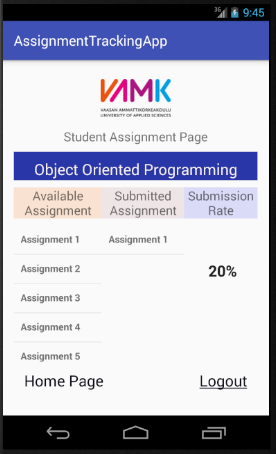 3G 9:45
AssignmentTrackingApp
VAMK
VAASAN AMMATTIKORKEAKOULU
UNIVERSITY OF APPLIED SCIENCES
Student Assignment Page
Object Oriented Programming
Available Submitted Submission
Assignment Assignment Rate
Assignment 1 Assignment 1
Assignment 2
20%
Assignment 3
Assignment 4
Assignment 5
Home Page Logout